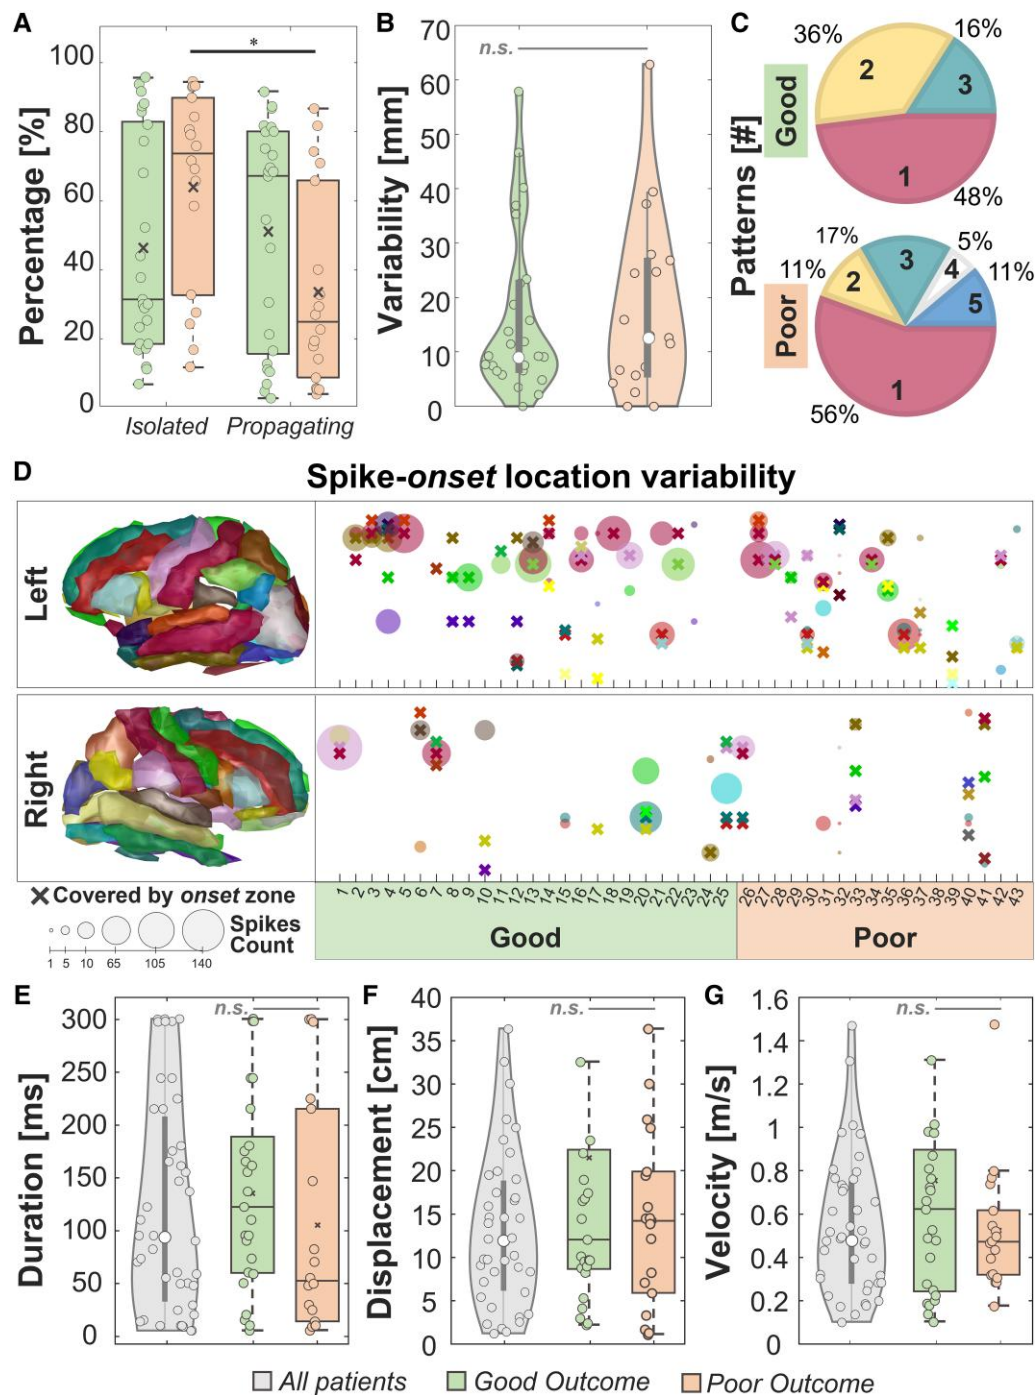 A
Percentage [%]
100
80
60
40
20
0
*
Isolated Propagating
B
Variability [mm]
70
60
50
40
30
20
10
0
n.s.
C
Patterns [#]
Good
36%
16%
2
3
1
48%
Poor
17%
5%
11%
11%
3
4
2
5
1
56%
D
Spike-onset location variability
Left
Right
× Covered by onset zone
Spikes
Count
1 5 10 65 105 140
1 2 3 4 5 6 7 8 9 10 11 12 13 14 15 16 17 18 19 20 21 22 23 24 25 26 27 28 29 30 31 32 33 34 35 36 37 38 39 40 41 42 43
Good Poor
E
Duration [ms]
300
250
200
150
100
50
0
n.s.
F
Displacement [cm]
40
35
30
25
20
15
10
5
0
n.s.
G
Velocity [m/s]
1.6
1.4
1.2
1
0.8
0.6
0.4
0.2
0
n.s.
All patients Good Outcome Poor Outcome